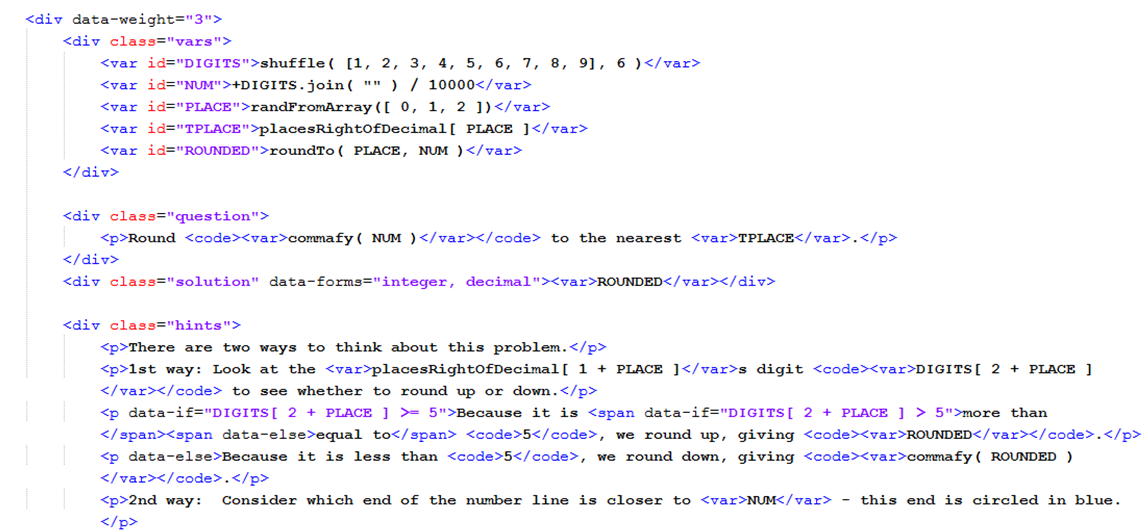 <div data-weight="3">
<div class="vars">
<var id="DIGITS">shuffle( [1, 2, 3, 4, 5, 6, 7, 8, 9], 6 )</var>
<var id="NUM">+DIGITS.join( "" ) / 10000</var>
<var id="PLACE">randFromArray([ 0, 1, 2 ])</var>
<var id="TPLACE">placesRightOfDecimal[ PLACE ]</var>
<var id="ROUNDED">roundTo( PLACE, NUM )</var>
</div>
<div class="question">
<p>Round <code><var>commafy( NUM )</var></code> to the nearest <var>TPLACE</var>.</p>
</div>
<div class="solution" data-forms="integer, decimal"><var>ROUNDED</var></div>
<div class="hints">
<p>There are two ways to think about this problem.</p>
<p>1st way: Look at the <var>placesRightOfDecimal[ 1 + PLACE ]</var>s digit <code><var>DIGITS[ 2 + PLACE ]
</var></code> to see whether to round up or down.</p>
<p data-if="DIGITS[ 2 + PLACE ] >= 5">Because it is <span data-if="DIGITS[ 2 + PLACE ] > 5">more than
</span><span data-else>equal to</span> <code>5</code>, we round up, giving <code><var>ROUNDED</var></code>.</p>
<p data-else>Because it is less than <code>5</code>, we round down, giving <code><var>commafy( ROUNDED )
</var></code>.</p>
<p>2nd way:  Consider which end of the number line is closer to <var>NUM</var> - this end is circled in blue.
</p>